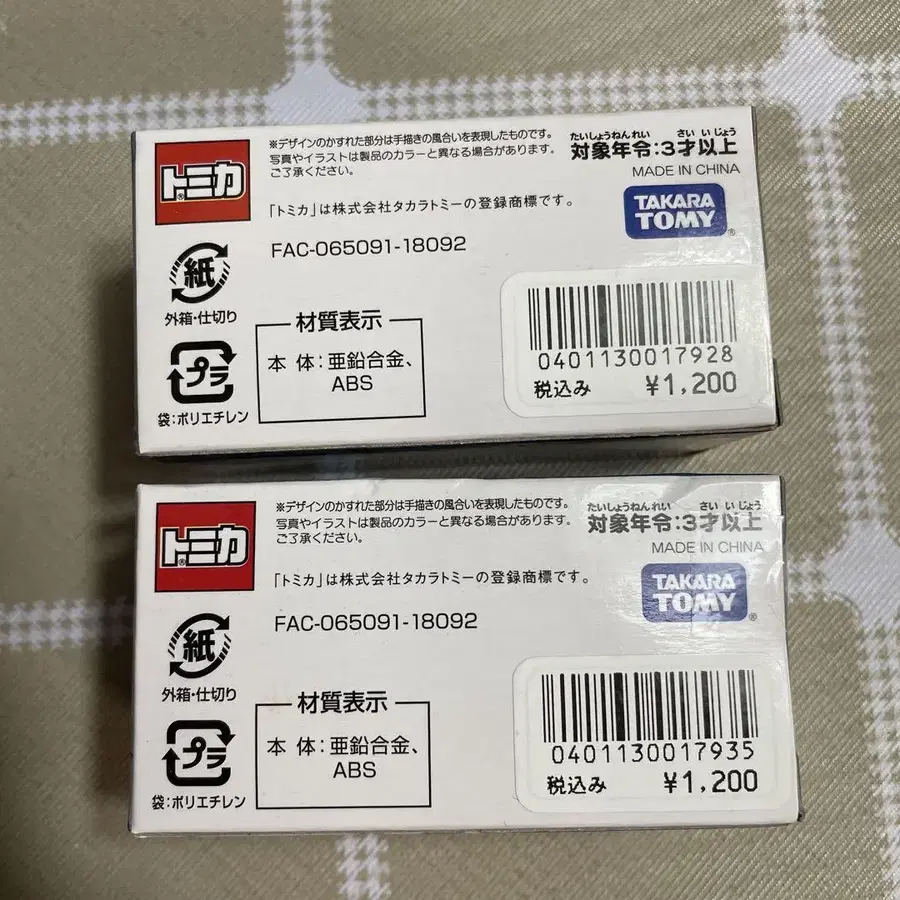 トミカ
®
※デザインのかすれた部分は手描きの風合いを表現したものです。
写真やイラストは製品のカラーと異なる場合があります。
ご了承ください。
「トミカ」は株式会社タカラトミーの登録商標です。
FAC-065091-18092
たいしょうねんれい さい いじょう
対象年令:3才以上
MADE IN CHINA
TAKARA
TOMY®
紙
外箱・仕切り
プラ
袋:ポリエチレン
材質表示
本 体:亜鉛合金、
ABS
0401130017928
税込み ¥1,200
トミカ
®
※デザインのかすれた部分は手描きの風合いを表現したものです。
写真やイラストは製品のカラーと異なる場合があります。
ご了承ください。
「トミカ」は株式会社タカラトミーの登録商標です。
FAC-065091-18092
たいしょうねんれい さい いじょう
対象年令:3才以上
MADE IN CHINA
TAKARA
TOMY®
紙
外箱・仕切り
プラ
袋:ポリエチレン
材質表示
本 体:亜鉛合金、
ABS
0401130017935
税込み ¥1,200